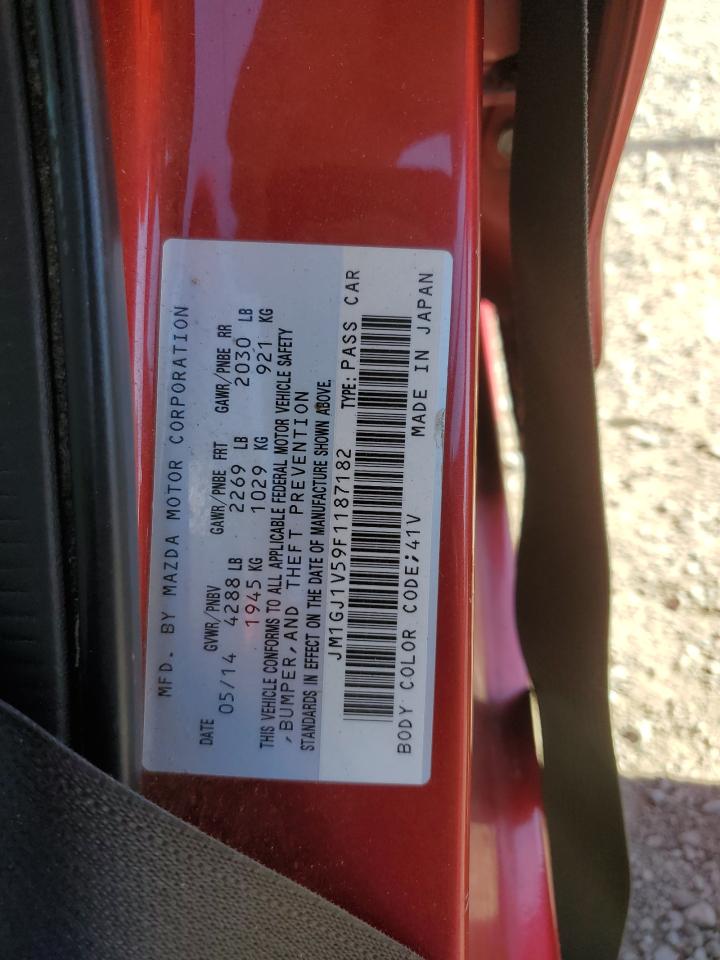 MFD. BY MAZDA MOTOR CORPORATION
DATE GVWR/PNBV GAWR/PNBE FRT GAWR/PNBE RR
05/14 4288 LB 2269 LB 2030 LB
1945 KG 1029 KG 921 KG
THIS VEHICLE CONFORMS TO ALL APPLICABLE FEDERAL MOTOR VEHICLE SAFETY
,BUMPER,AND THEFT PREVENTION
STANDARDS IN EFFECT ON THE DATE OF MANUFACTURE SHOWN ABOVE.
JM1GJ1V59F1187182 TYPE: PASS CAR
BODY COLOR CODE;41V MADE IN JAPAN